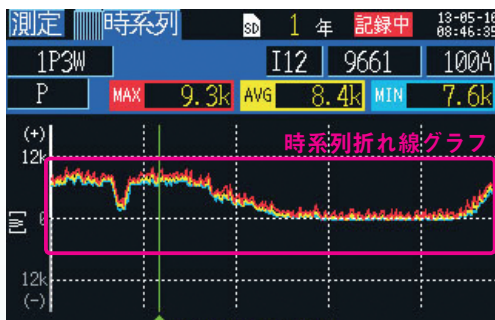 測定 時系列 SD 1 年 記録中 13-05-16
08:46:35
1P3W I12 9661 100A
P MAX 9.3k AVG 8.4k MIN 7.6k
(+)
時系列折れ線グラフ
12k
[W] 0
12k
(-)